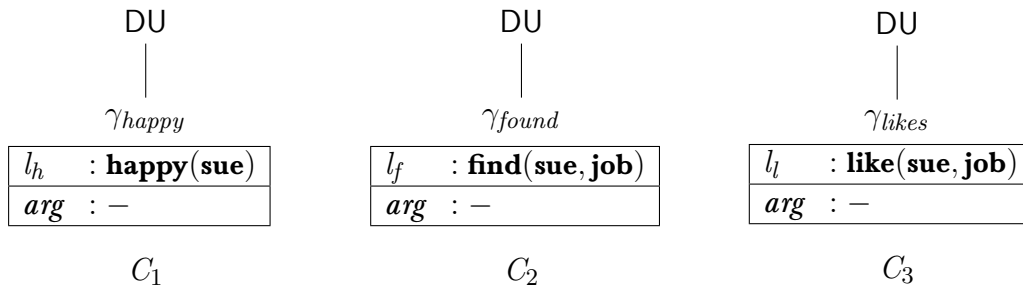 DU DU DU
γhappy γfound γlikes
lh : happy(sue) lf : find(sue, job) ll : like(sue, job)
arg : − arg : − arg : −
C1 C2 C3